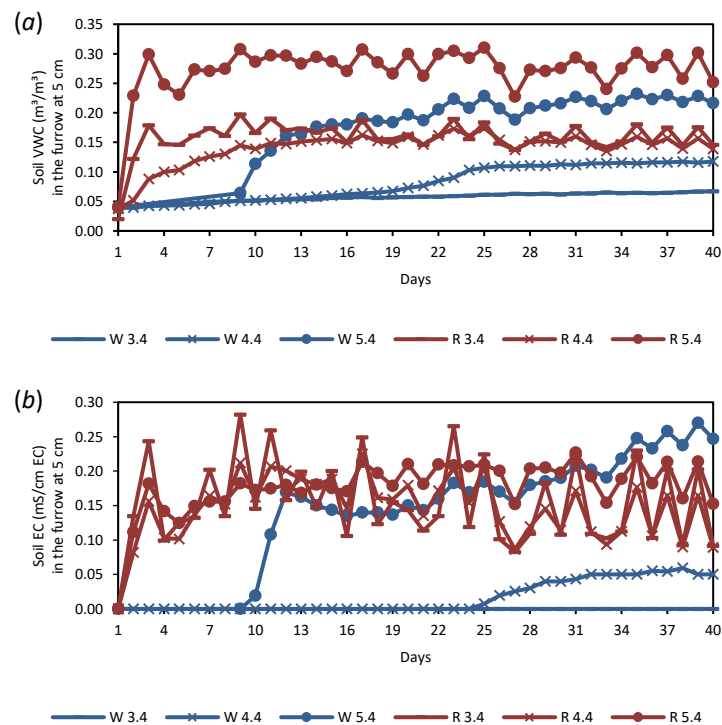 (a)
Soil VWC (m³/m³)
in the furrow at 5 cm
0.35
0.30
0.25
0.20
0.15
0.10
0.05
0.00
1 4 7 10 13 16 19 22 25 28 31 34 37 40
Days
W 3.4 W 4.4 W 5.4 R 3.4 R 4.4 R 5.4
(b)
Soil EC (mS/cm EC)
in the furrow at 5 cm
0.30
0.25
0.20
0.15
0.10
0.05
0.00
1 4 7 10 13 16 19 22 25 28 31 34 37 40
Days
W 3.4 W 4.4 W 5.4 R 3.4 R 4.4 R 5.4